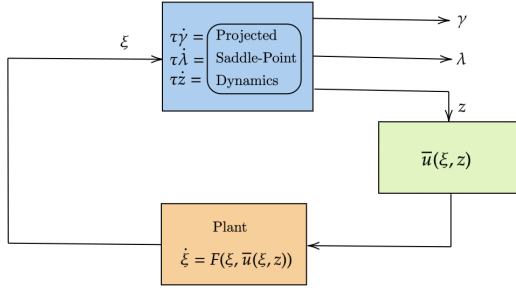 ξ
τγ̇ = Projected
τλ̇ = Saddle-Point
τż = Dynamics
γ
λ
z
u̅(ξ, z)
Plant
ξ̇ = F(ξ, u̅(ξ, z))